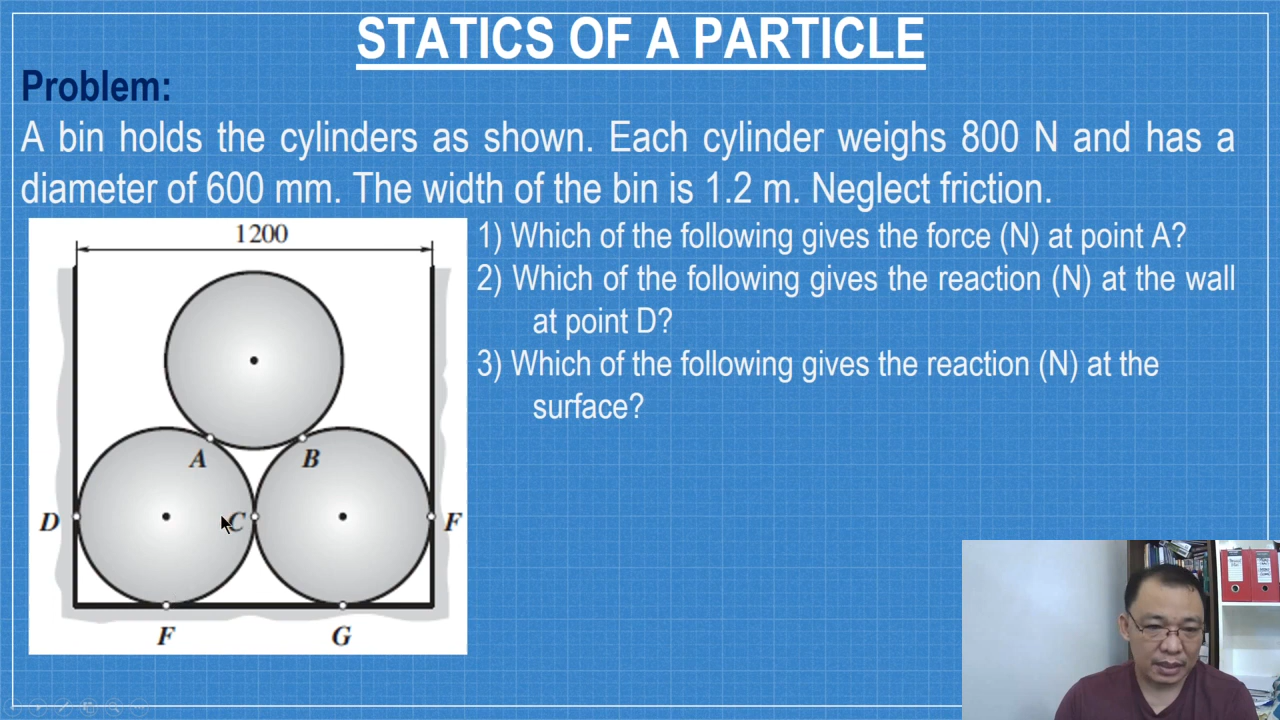 STATICS OF A PARTICLE
Problem:
A bin holds the cylinders as shown. Each cylinder weighs 800 N and has a
diameter of 600 mm. The width of the bin is 1.2 m. Neglect friction.
1200
A
B
D
C
F
F
G
1) Which of the following gives the force (N) at point A?
2) Which of the following gives the reaction (N) at the wall
at point D?
3) Which of the following gives the reaction (N) at the
surface?